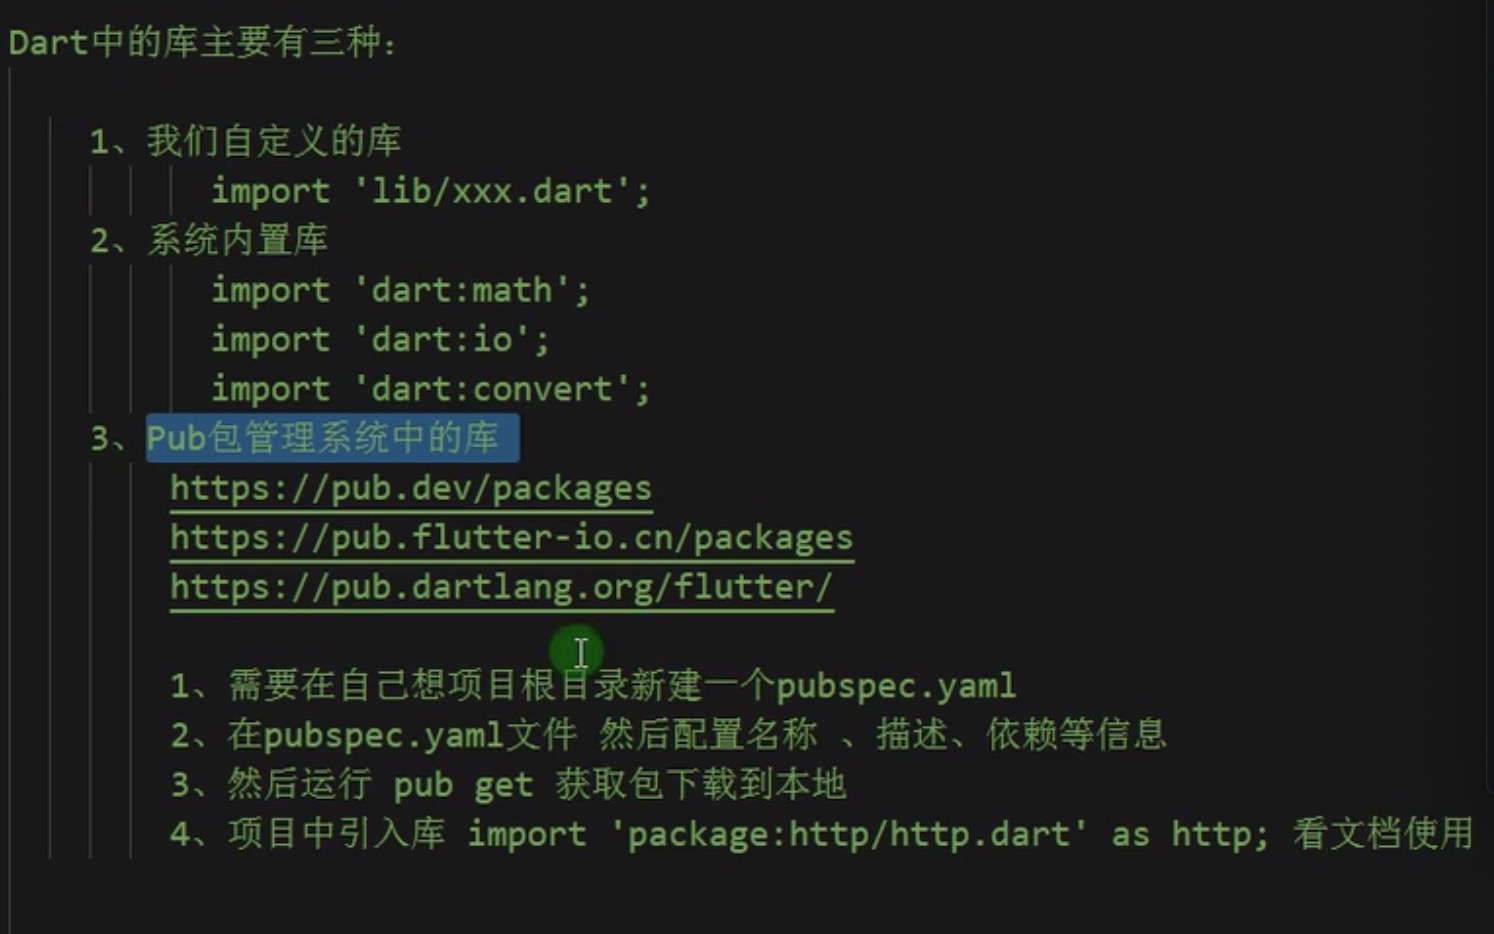 Dart中的库主要有三种：
1、我们自定义的库
import 'lib/xxx.dart';
2、系统内置库
import 'dart:math';
import 'dart:io';
import 'dart:convert';
3、Pub包管理系统中的库
https://pub.dev/packages
https://pub.flutter-io.cn/packages
https://pub.dartlang.org/flutter/
1、需要在自己想项目根目录新建一个pubspec.yaml
2、在pubspec.yaml文件 然后配置名称 、描述、依赖等信息
3、然后运行 pub get 获取包下载到本地
4、项目中引入库 import 'package:http/http.dart' as http; 看文档使用